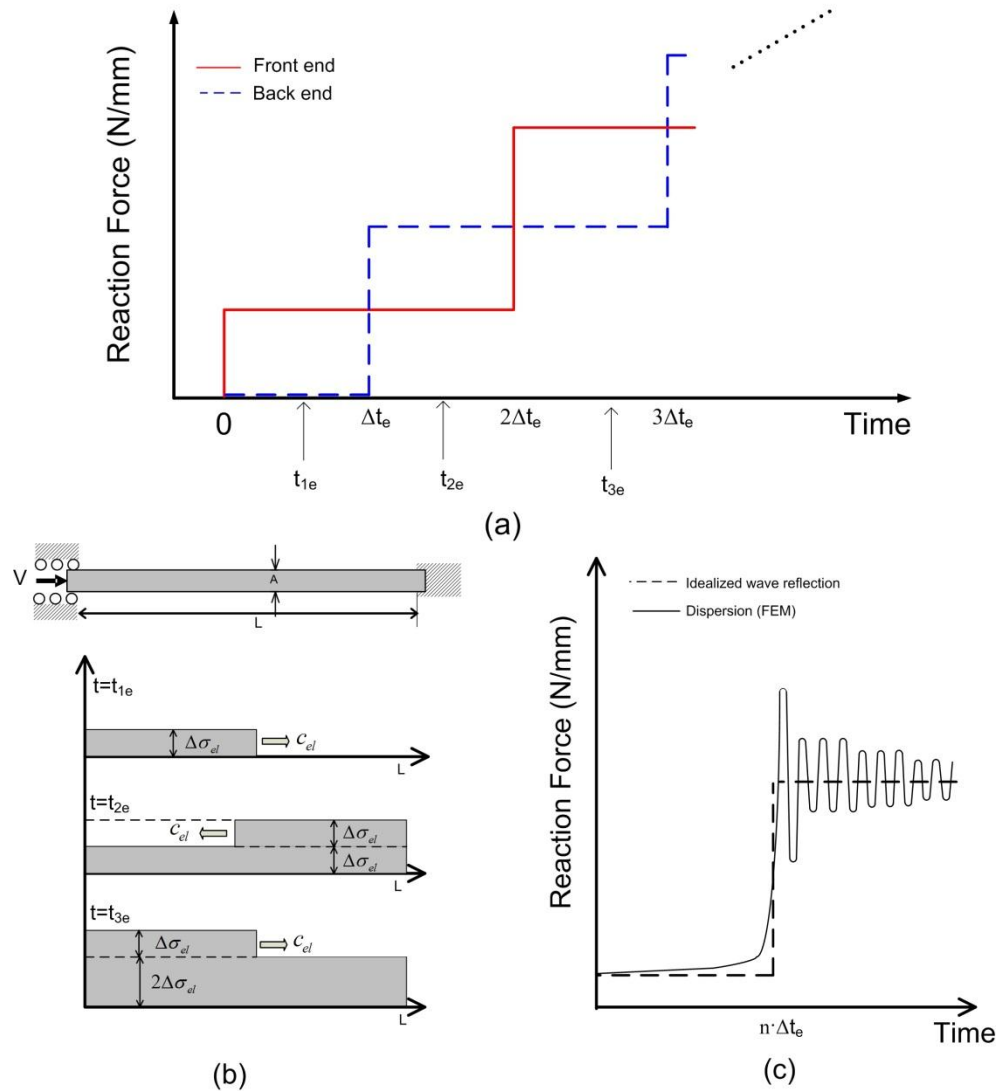 Reaction Force (N/mm)
Front end
Back end
0
Δtₑ
2Δtₑ
3Δtₑ
Time
t₁ₑ
t₂ₑ
t₃ₑ
(a)
V
A
L
t=t₁ₑ
Δσₑₗ
cₑₗ
L
t=t₂ₑ
cₑₗ
Δσₑₗ
Δσₑₗ
L
t=t₃ₑ
Δσₑₗ
cₑₗ
2Δσₑₗ
L
(b)
Reaction Force (N/mm)
Idealized wave reflection
Dispersion (FEM)
n·Δtₑ
Time
(c)